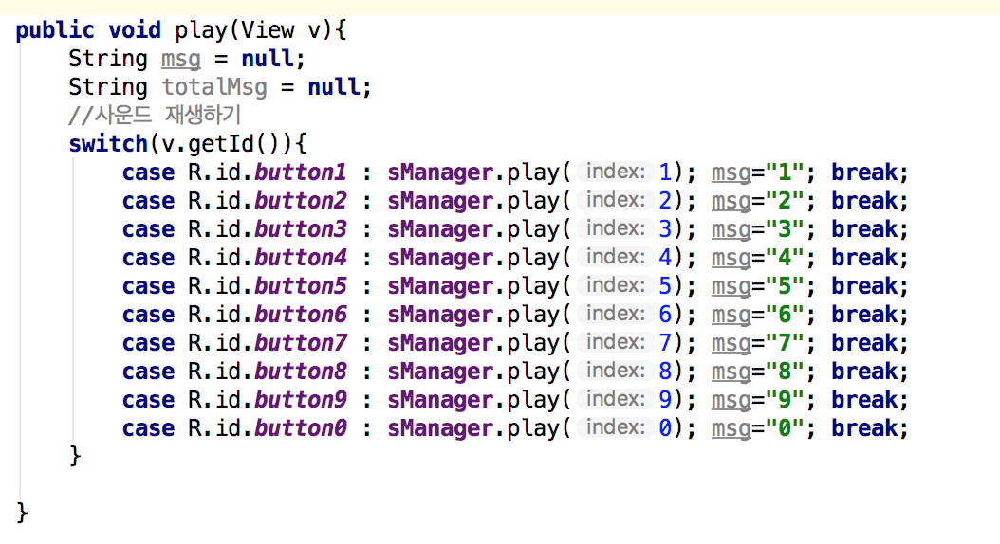 public void play(View v){
String msg = null;
String totalMsg = null;
//사운드 재생하기
switch(v.getId()){
case R.id.button1 : sManager.play( index: 1); msg="1"; break;
case R.id.button2 : sManager.play( index: 2); msg="2"; break;
case R.id.button3 : sManager.play( index: 3); msg="3"; break;
case R.id.button4 : sManager.play( index: 4); msg="4"; break;
case R.id.button5 : sManager.play( index: 5); msg="5"; break;
case R.id.button6 : sManager.play( index: 6); msg="6"; break;
case R.id.button7 : sManager.play( index: 7); msg="7"; break;
case R.id.button8 : sManager.play( index: 8); msg="8"; break;
case R.id.button9 : sManager.play( index: 9); msg="9"; break;
case R.id.button0 : sManager.play( index: 0); msg="0"; break;
}
}